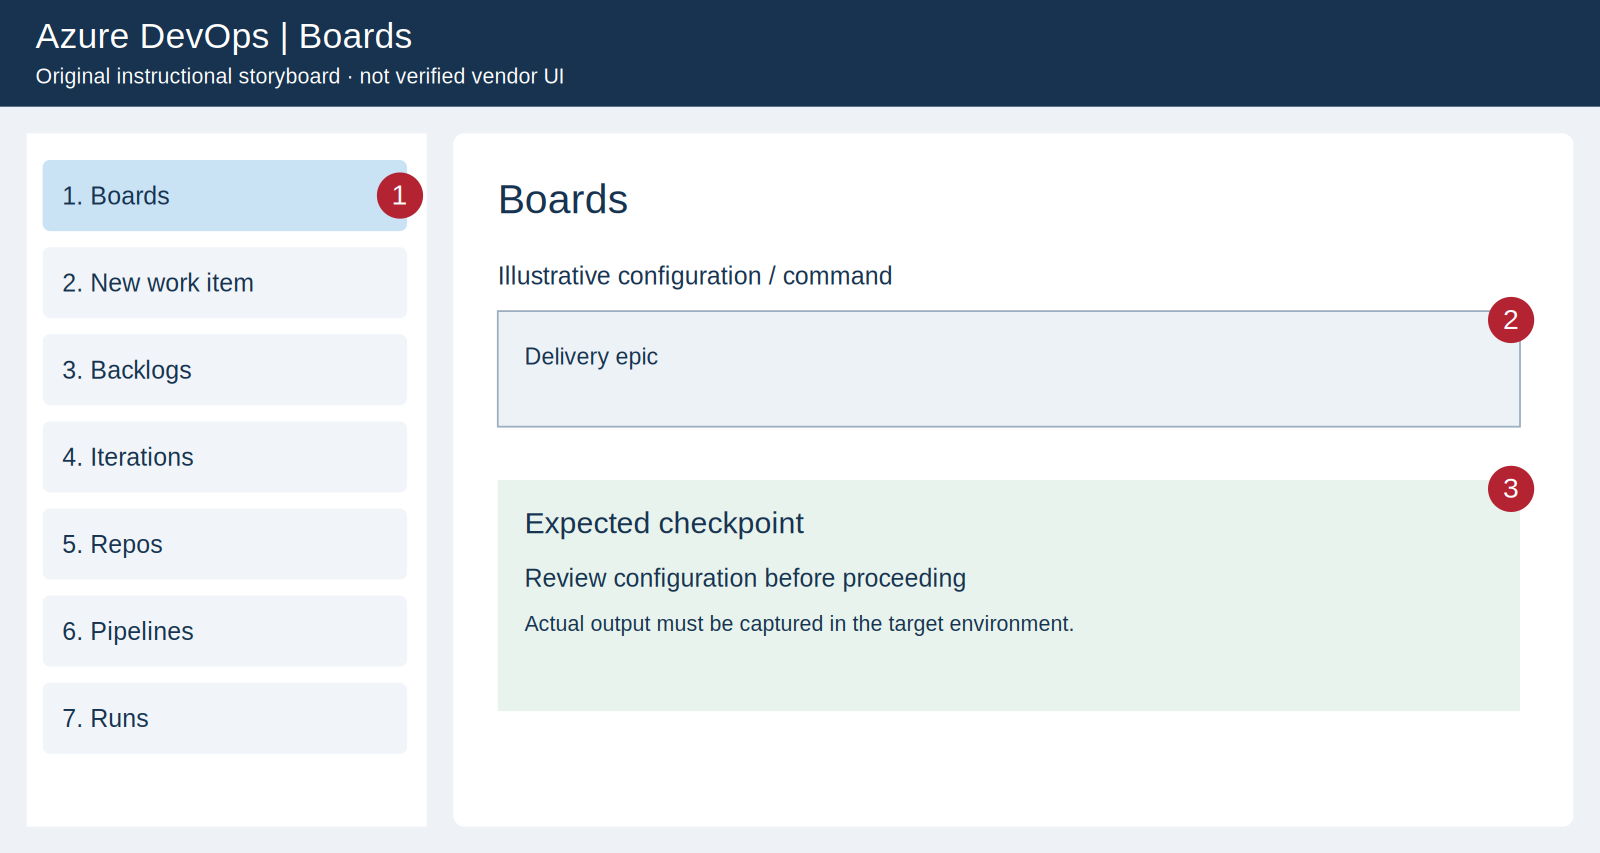 Azure DevOps | Boards
Original instructional storyboard · not verified vendor UI
1. Boards
1
2. New work item
3. Backlogs
4. Iterations
5. Repos
6. Pipelines
7. Runs
Boards
Illustrative configuration / command
2
Delivery epic
3
Expected checkpoint
Review configuration before proceeding
Actual output must be captured in the target environment.